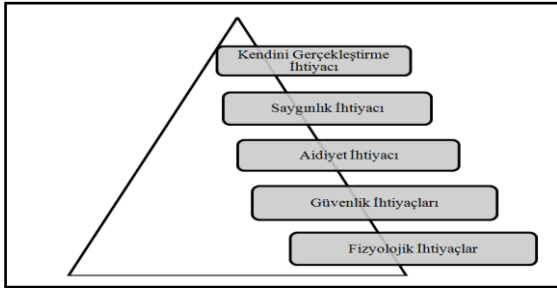 Kendini Gerçekleştirme
İhtiyacı
Saygınlık İhtiyacı
Aidiyet İhtiyacı
Güvenlik İhtiyaçları
Fizyolojik İhtiyaçlar